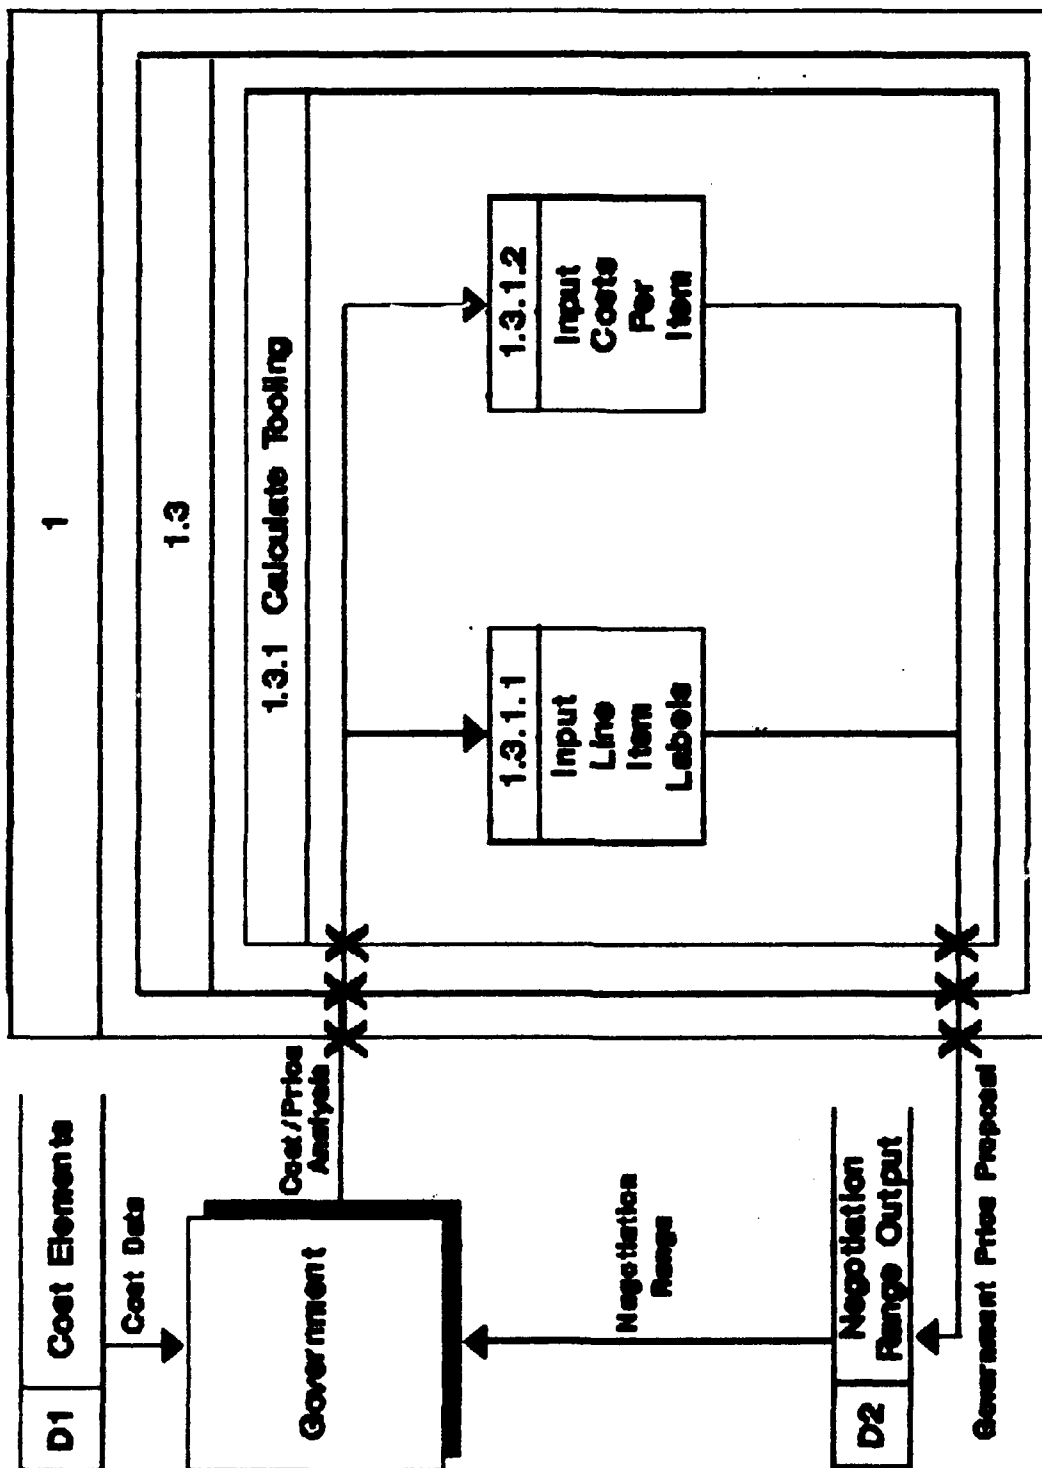 D1
Cost Elements
Cost Data
Government
Cost/Price
Analysis
Negotiation
Range
D2
Negotiation
Range Output
Government Price Proposal
1
1.3
1.3.1 Calculate Tooling
1.3.1.1
Input
Line
Item
Labels
1.3.1.2
Input
Costs
Per
Item